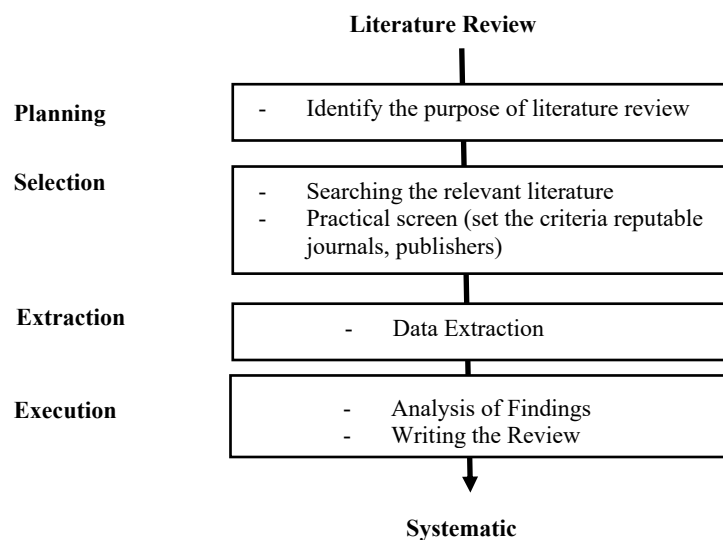 Literature Review
Planning
- Identify the purpose of literature review
Selection
- Searching the relevant literature
- Practical screen (set the criteria reputable
journals, publishers)
Extraction
- Data Extraction
Execution
- Analysis of Findings
- Writing the Review
Systematic